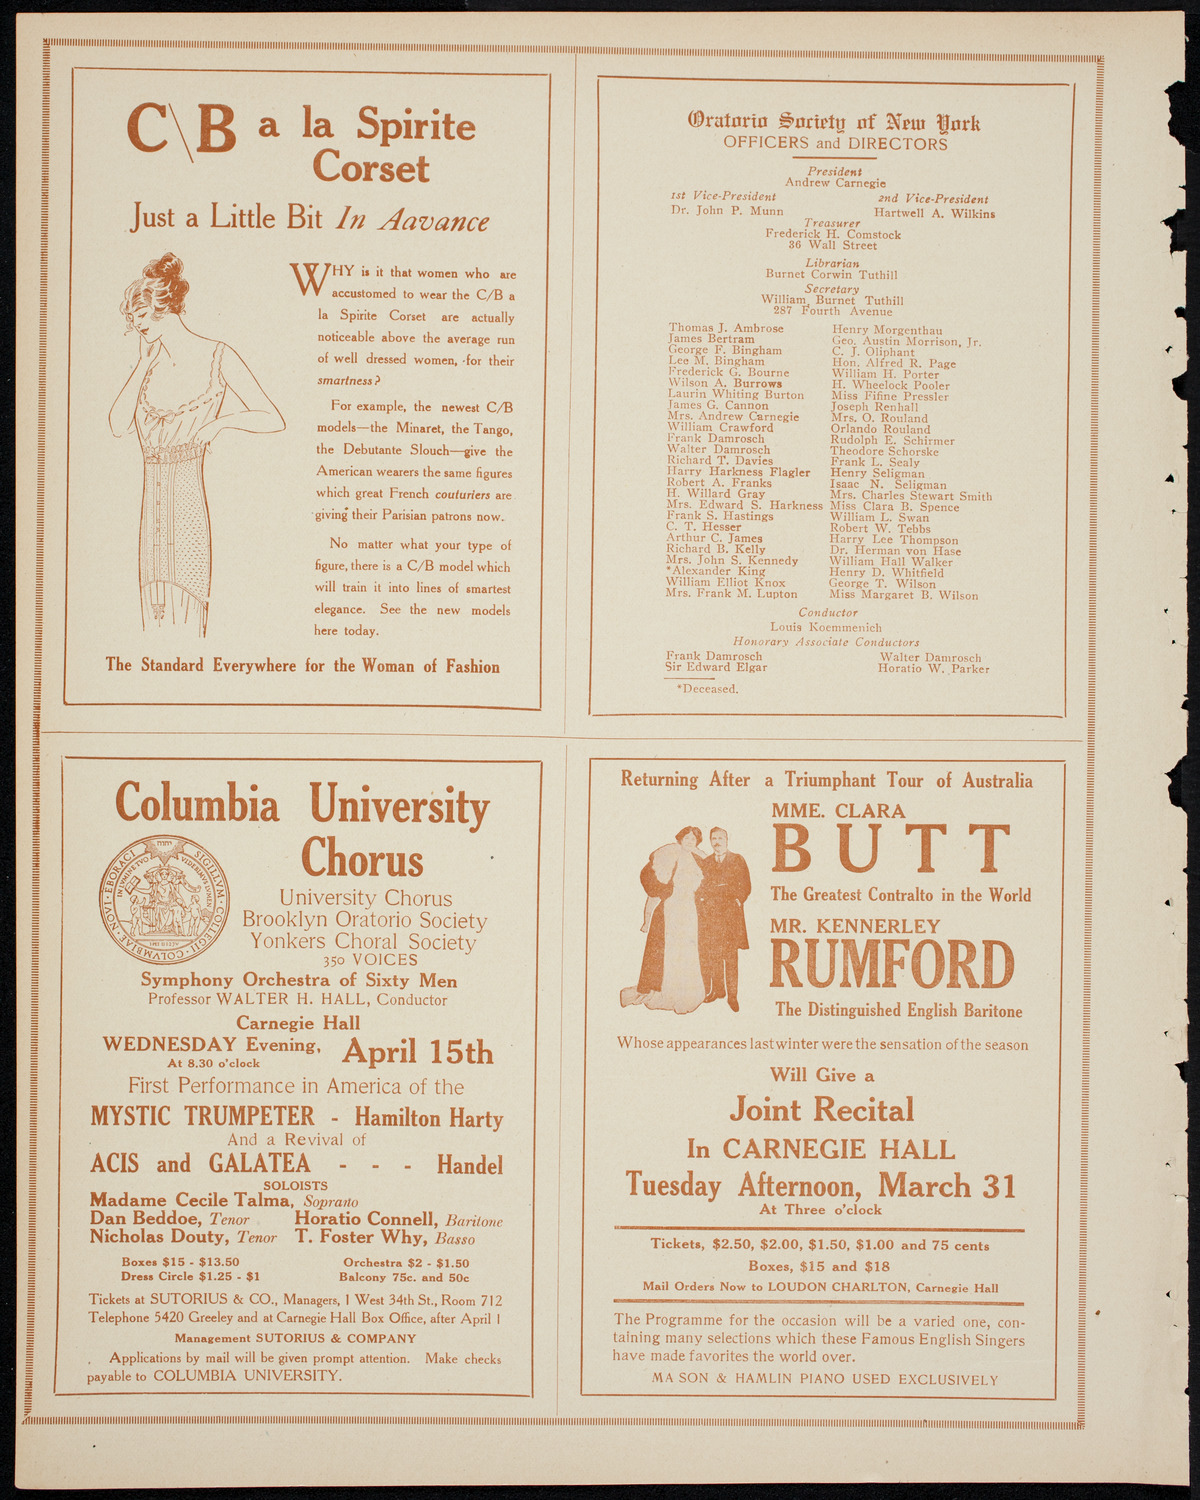 C\B a la Spirite
Corset
Just a Little Bit In Aavance
WHY is it that women who are
accustomed to wear the C/B a
la Spirite Corset are actually
noticeable above the average run
of well dressed women, for their
smartness?
For example, the newest C/B
models—the Minaret, the Tango,
the Debutante Slouch—give the
American wearers the same figures
which great French couturiers are
giving their Parisian patrons now.
No matter what your type of
figure, there is a C/B model which
will train it into lines of smartest
elegance. See the new models
here today.
The Standard Everywhere for the Woman of Fashion
Oratorio Society of New York
OFFICERS and DIRECTORS
President
Andrew Carnegie
1st Vice-President 2nd Vice-President
Dr. John P. Munn Hartwell A. Wilkins
Treasurer
Frederick H. Comstock
36 Wall Street
Librarian
Burnet Corwin Tuthill
Secretary
William Burnet Tuthill
287 Fourth Avenue
Thomas J. Ambrose
James Bertram
George F. Bingham
Lee M. Bingham
Frederick G. Bourne
Wilson A. Burrows
Laurin Whiting Burton
James G. Cannon
Mrs. Andrew Carnegie
William Crawford
Frank Damrosch
Walter Damrosch
Richard T. Davies
Harry Harkness Flagler
Robert A. Franks
H. Willard Gray
Mrs. Edward S. Harkness
Frank S. Hastings
C. T. Hesser
Arthur C. James
Richard B. Kelly
Mrs. John S. Kennedy
*Alexander King
William Elliot Knox
Mrs. Frank M. Lupton
Henry Morgenthau
Geo. Austin Morrison, Jr.
C. J. Oliphant
Hon. Alfred R. Page
William H. Porter
H. Wheelock Pooler
Miss Fifine Pressler
Joseph Renhall
Mrs. O. Rouland
Orlando Rouland
Rudolph E. Schirmer
Theodore Schorske
Frank L. Sealy
Henry Seligman
Isaac N. Seligman
Mrs. Charles Stewart Smith
Miss Clara B. Spence
William L. Swan
Robert W. Tebbs
Harry Lee Thompson
Dr. Herman von Hase
William Hall Walker
Henry D. Whitfield
George T. Wilson
Miss Margaret B. Wilson
Conductor
Louis Koemmenich
Honorary Associate Conductors
Frank Damrosch Walter Damrosch
Sir Edward Elgar Horatio W. Parker
*Deceased.
Columbia University
Chorus
University Chorus
Brooklyn Oratorio Society
Yonkers Choral Society
350 VOICES
Symphony Orchestra of Sixty Men
Professor WALTER H. HALL, Conductor
Carnegie Hall
WEDNESDAY Evening, April 15th
At 8.30 o'clock
First Performance in America of the
MYSTIC TRUMPETER - Hamilton Harty
And a Revival of
ACIS and GALATEA - - - Handel
SOLOISTS
Madame Cecile Talma, Soprano
Dan Beddoe, Tenor Horatio Connell, Baritone
Nicholas Douty, Tenor T. Foster Why, Basso
Boxes $15 - $13.50 Orchestra $2 - $1.50
Dress Circle $1.25 - $1 Balcony 75c. and 50c
Tickets at SUTORIUS & CO., Managers, 1 West 34th St., Room 712
Telephone 5420 Greeley and at Carnegie Hall Box Office, after April 1
Management SUTORIUS & COMPANY
Applications by mail will be given prompt attention. Make checks
payable to COLUMBIA UNIVERSITY.
Returning After a Triumphant Tour of Australia
MME. CLARA
BUTT
The Greatest Contralto in the World
MR. KENNERLEY
RUMFORD
The Distinguished English Baritone
Whose appearances last winter were the sensation of the season
Will Give a
Joint Recital
In CARNEGIE HALL
Tuesday Afternoon, March 31
At Three o'clock
Tickets, $2.50, $2.00, $1.50, $1.00 and 75 cents
Boxes, $15 and $18
Mail Orders Now to LOUDON CHARLTON, Carnegie Hall
The Programme for the occasion will be a varied one, con-
taining many selections which these Famous English Singers
have made favorites the world over.
MASON & HAMLIN PIANO USED EXCLUSIVELY